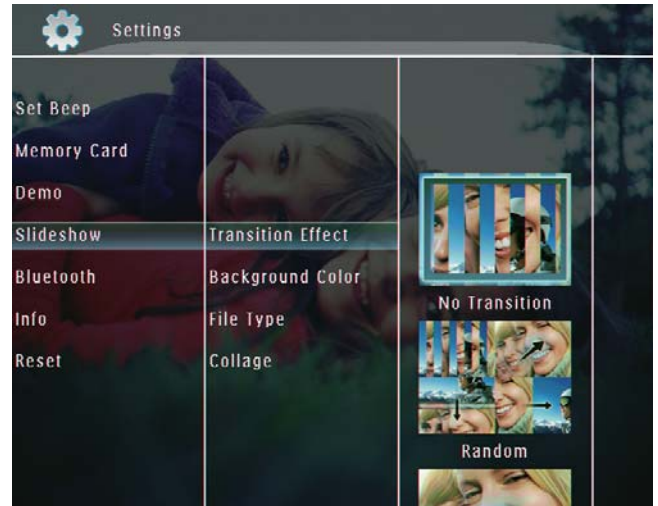 Settings
Set Beep
Memory Card
Demo
Slideshow
Bluetooth
Info
Reset
Transition Effect
Background Color
File Type
Collage
No Transition
Random